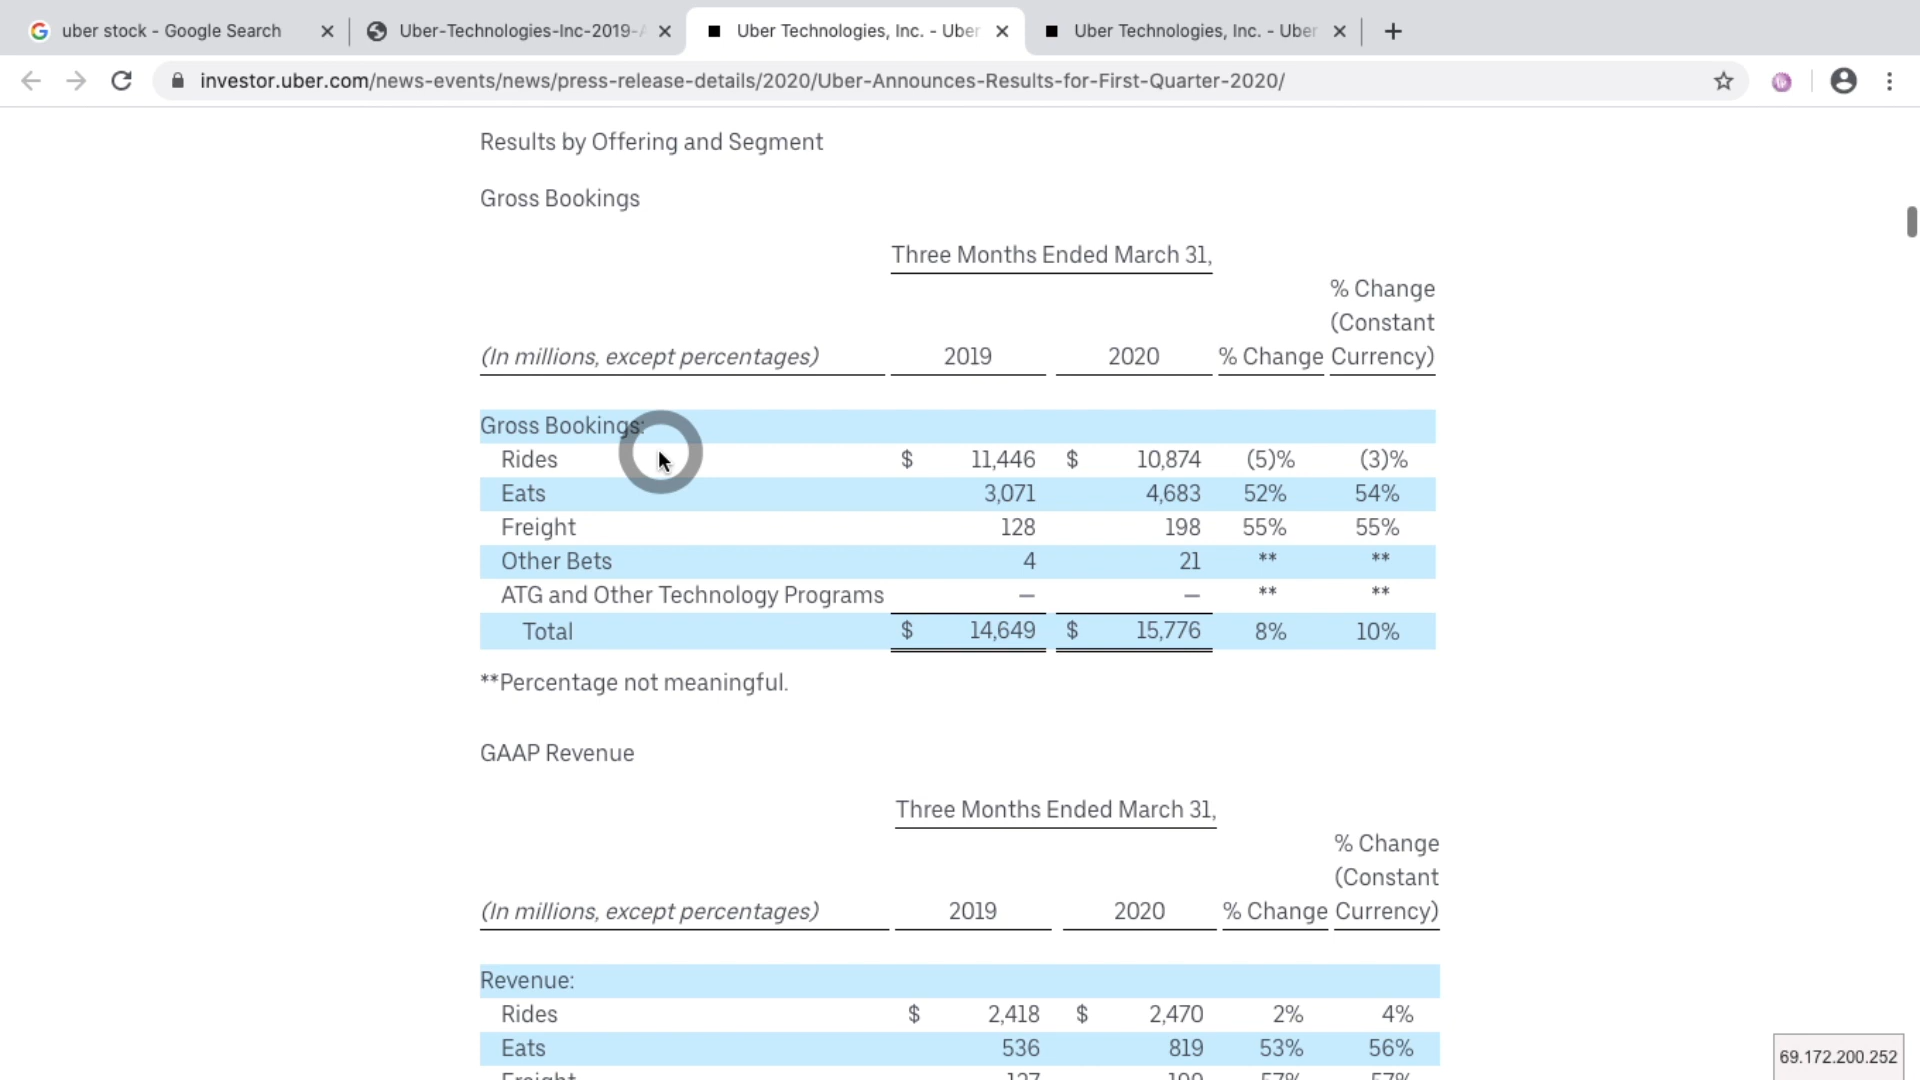 uber stock - Google Search
Uber-Technologies-Inc-2019-
Uber Technologies, Inc. - Uber
Uber Technologies, Inc. - Uber
investor.uber.com/news-events/news/press-release-details/2020/Uber-Announces-Results-for-First-Quarter-2020/
Results by Offering and Segment
Gross Bookings
Three Months Ended March 31,
(In millions, except percentages) 2019 2020 % Change % Change (Constant Currency)
Gross Bookings:
Rides $ 11,446 $ 10,874 (5)% (3)%
Eats 3,071 4,683 52% 54%
Freight 128 198 55% 55%
Other Bets 4 21 ** **
ATG and Other Technology Programs — — ** **
Total $ 14,649 $ 15,776 8% 10%
**Percentage not meaningful.
GAAP Revenue
Three Months Ended March 31,
(In millions, except percentages) 2019 2020 % Change % Change (Constant Currency)
Revenue:
Rides $ 2,418 $ 2,470 2% 4%
Eats 536 819 53% 56%
69.172.200.252